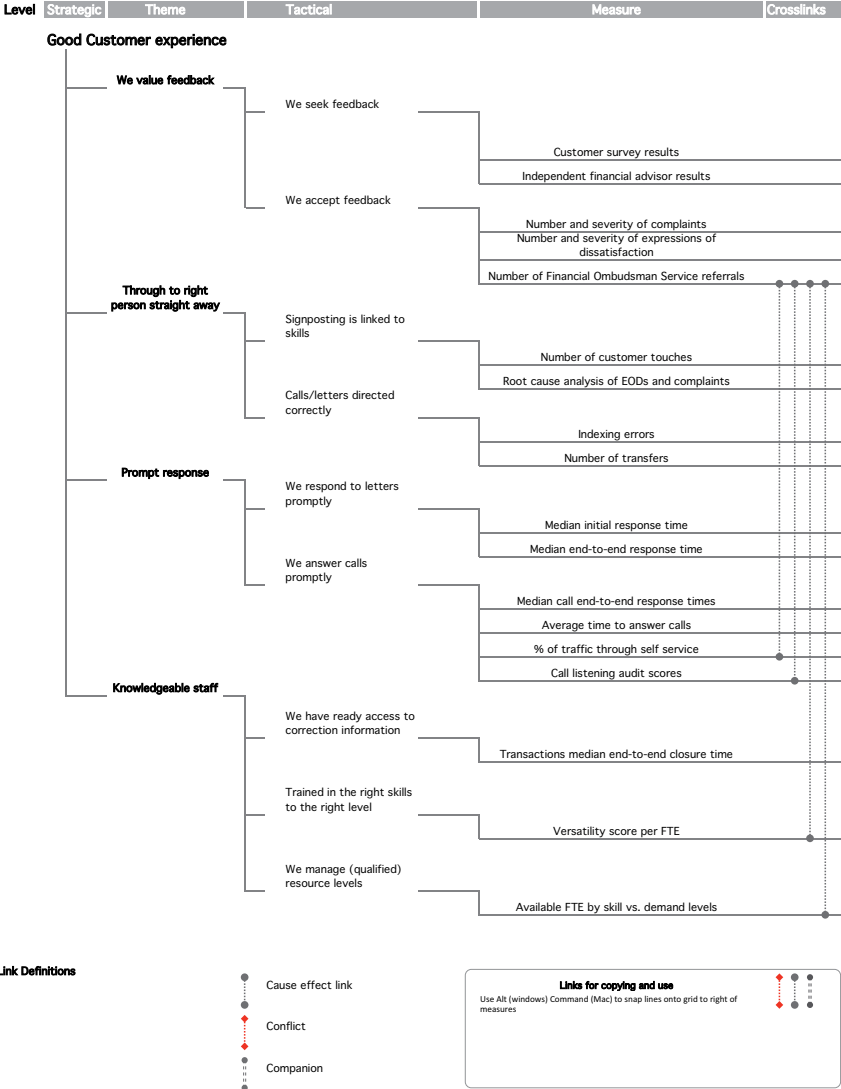 Level Strategic Theme Tactical Measure Crosslinks
Good Customer experience
We value feedback
We seek feedback
Customer survey results
Independent financial advisor results
We accept feedback
Number and severity of complaints
Number and severity of expressions of
dissatisfaction
Number of Financial Ombudsman Service referrals
Through to right
person straight away
Signposting is linked to
skills
Number of customer touches
Root cause analysis of EODs and complaints
Calls/letters directed
correctly
Indexing errors
Number of transfers
Prompt response
We respond to letters
promptly
Median initial response time
Median end-to-end response time
We answer calls
promptly
Median call end-to-end response times
Average time to answer calls
% of traffic through self service
Call listening audit scores
Knowledgeable staff
We have ready access to
correction information
Transactions median end-to-end closure time
Trained in the right skills
to the right level
Versatility score per FTE
We manage (qualified)
resource levels
Available FTE by skill vs. demand levels
Link Definitions
Cause effect link
Conflict
Companion
Links for copying and use
Use Alt (windows) Command (Mac) to snap lines onto grid to right of
measures